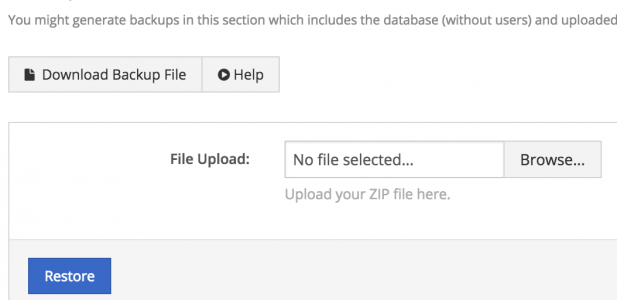 You might generate backups in this section which includes the database (without users) and uploaded
Download Backup File Help
File Upload: No file selected... Browse...
Upload your ZIP file here.
Restore